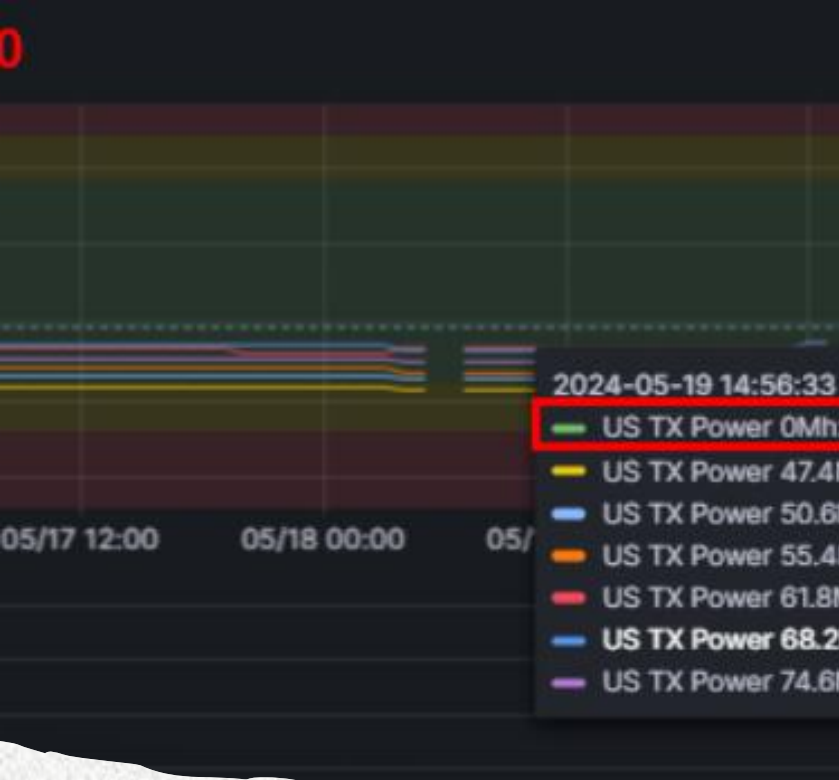 0
2024-05-19 14:56:33
US TX Power 0Mh
US TX Power 47.4
US TX Power 50.6
US TX Power 55.4
US TX Power 61.8
US TX Power 68.2
US TX Power 74.6
05/17 12:00
05/18 00:00
05/